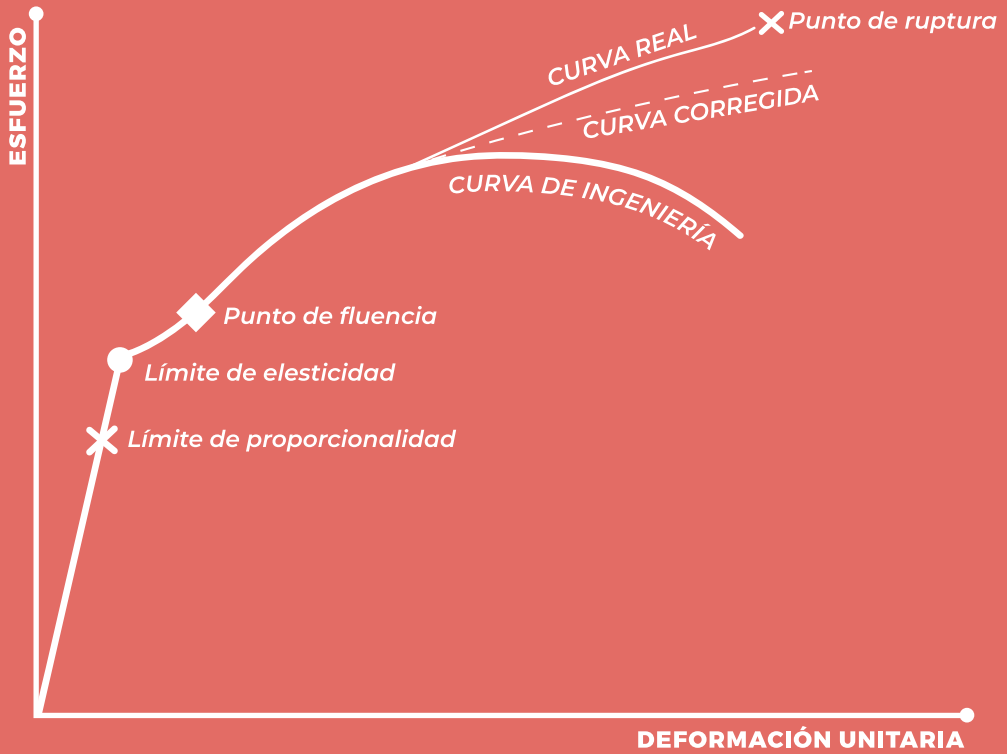 ESFUERZO
Punto de ruptura
CURVA REAL
CURVA CORREGIDA
CURVA DE INGENIERÍA
Punto de fluencia
Límite de elesticidad
Límite de proporcionalidad
DEFORMACIÓN UNITARIA